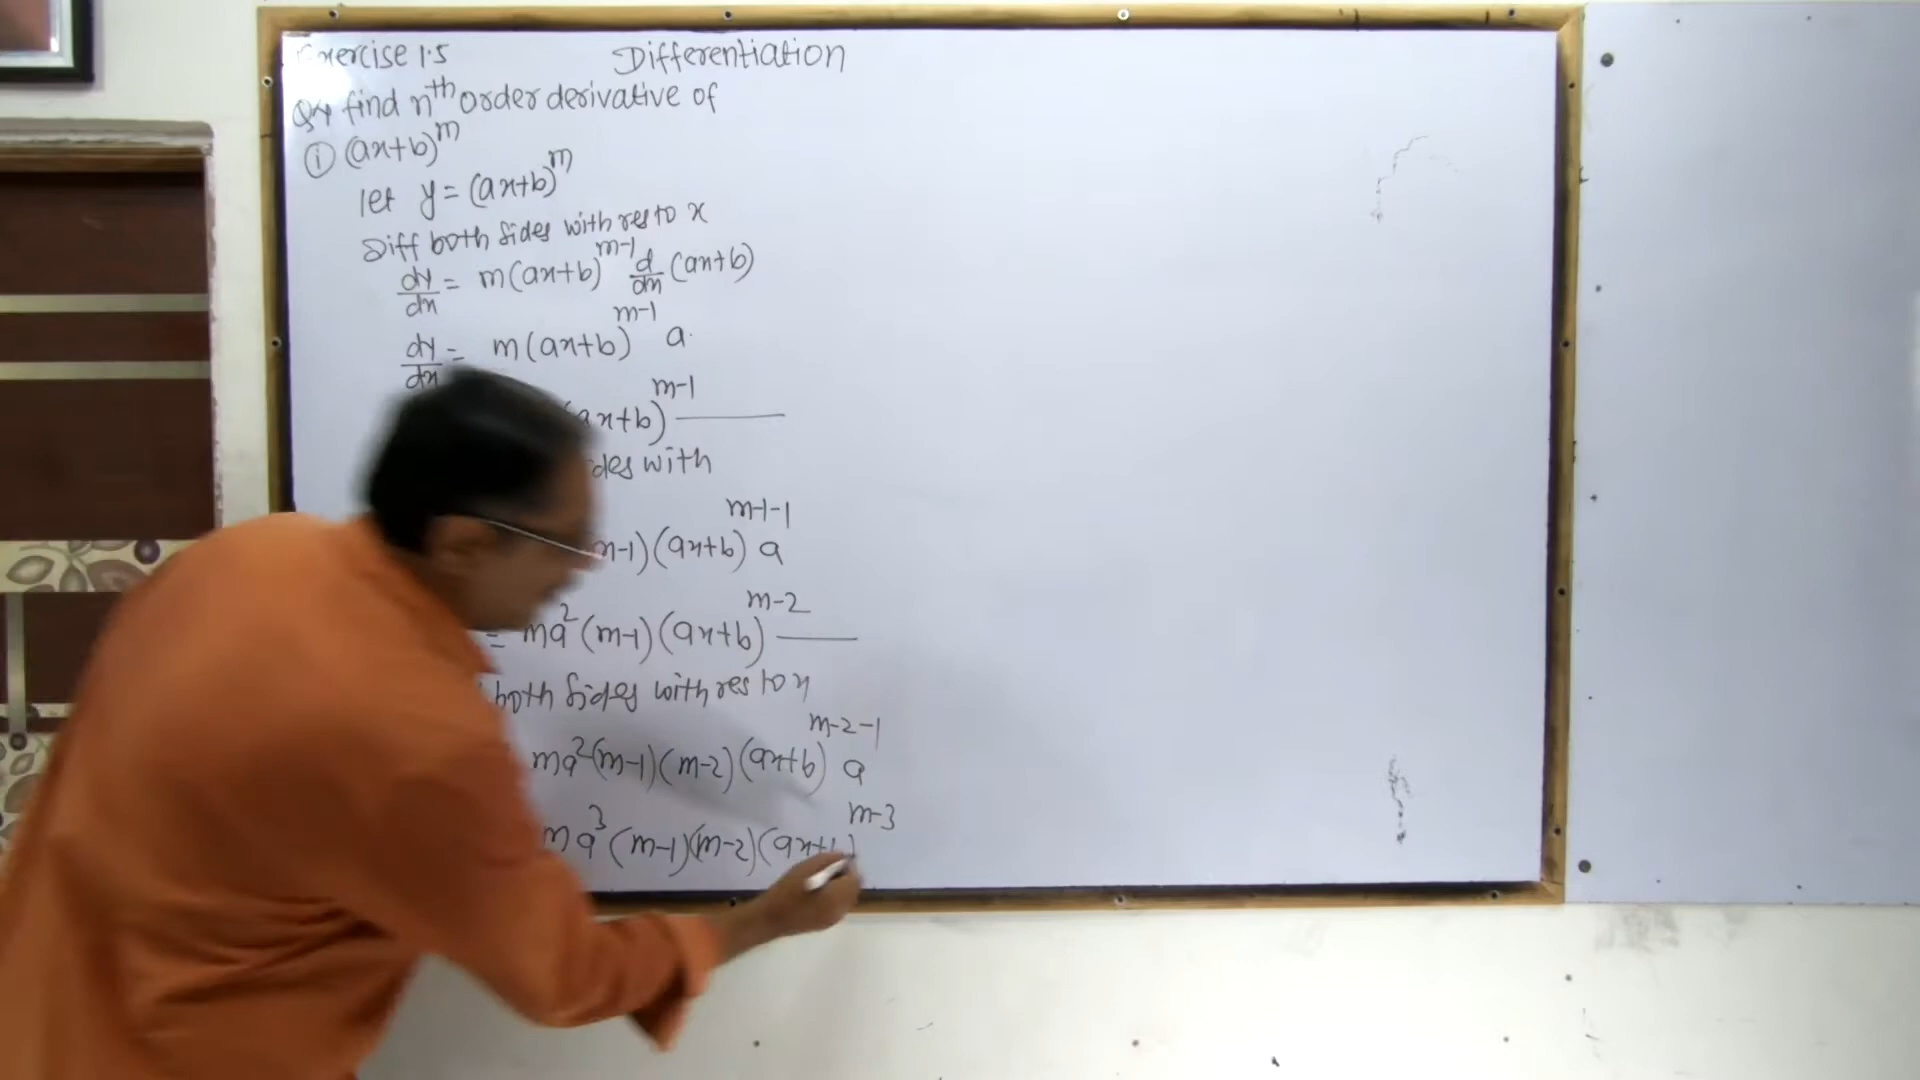 Exercise 1.5 Differentiation
Q4 find n^th order derivative of
① (ax+b)^m
let y = (ax+b)^m
Diff both sides with res to x
dy/dx = m(ax+b)^m-1 d/dx (ax+b)
dy/dx = m(ax+b)^m-1 a.
ax+b)^m-1 ———
des with
m-1)(ax+b)^m-1-1 a
= ma^2 (m-1)(ax+b)^m-2 ———
both sides with res to x
ma^2 (m-1)(m-2)(ax+b)^m-2-1 a
ma^3 (m-1)(m-2)(ax+b)^m-3